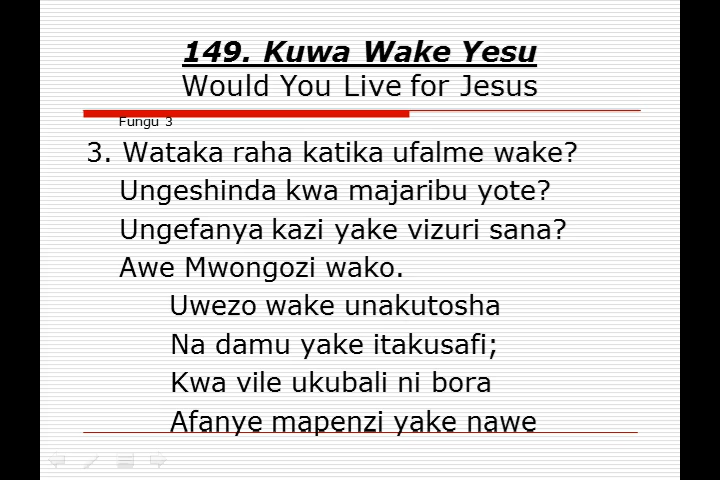 149. Kuwa Wake Yesu
Would You Live for Jesus
Fungu 3
3. Wataka raha katika ufalme wake?
Ungeshinda kwa majaribu yote?
Ungefanya kazi yake vizuri sana?
Awe Mwongozi wako.
Uwezo wake unakutosha
Na damu yake itakusafi;
Kwa vile ukubali ni bora
Afanye mapenzi yake nawe